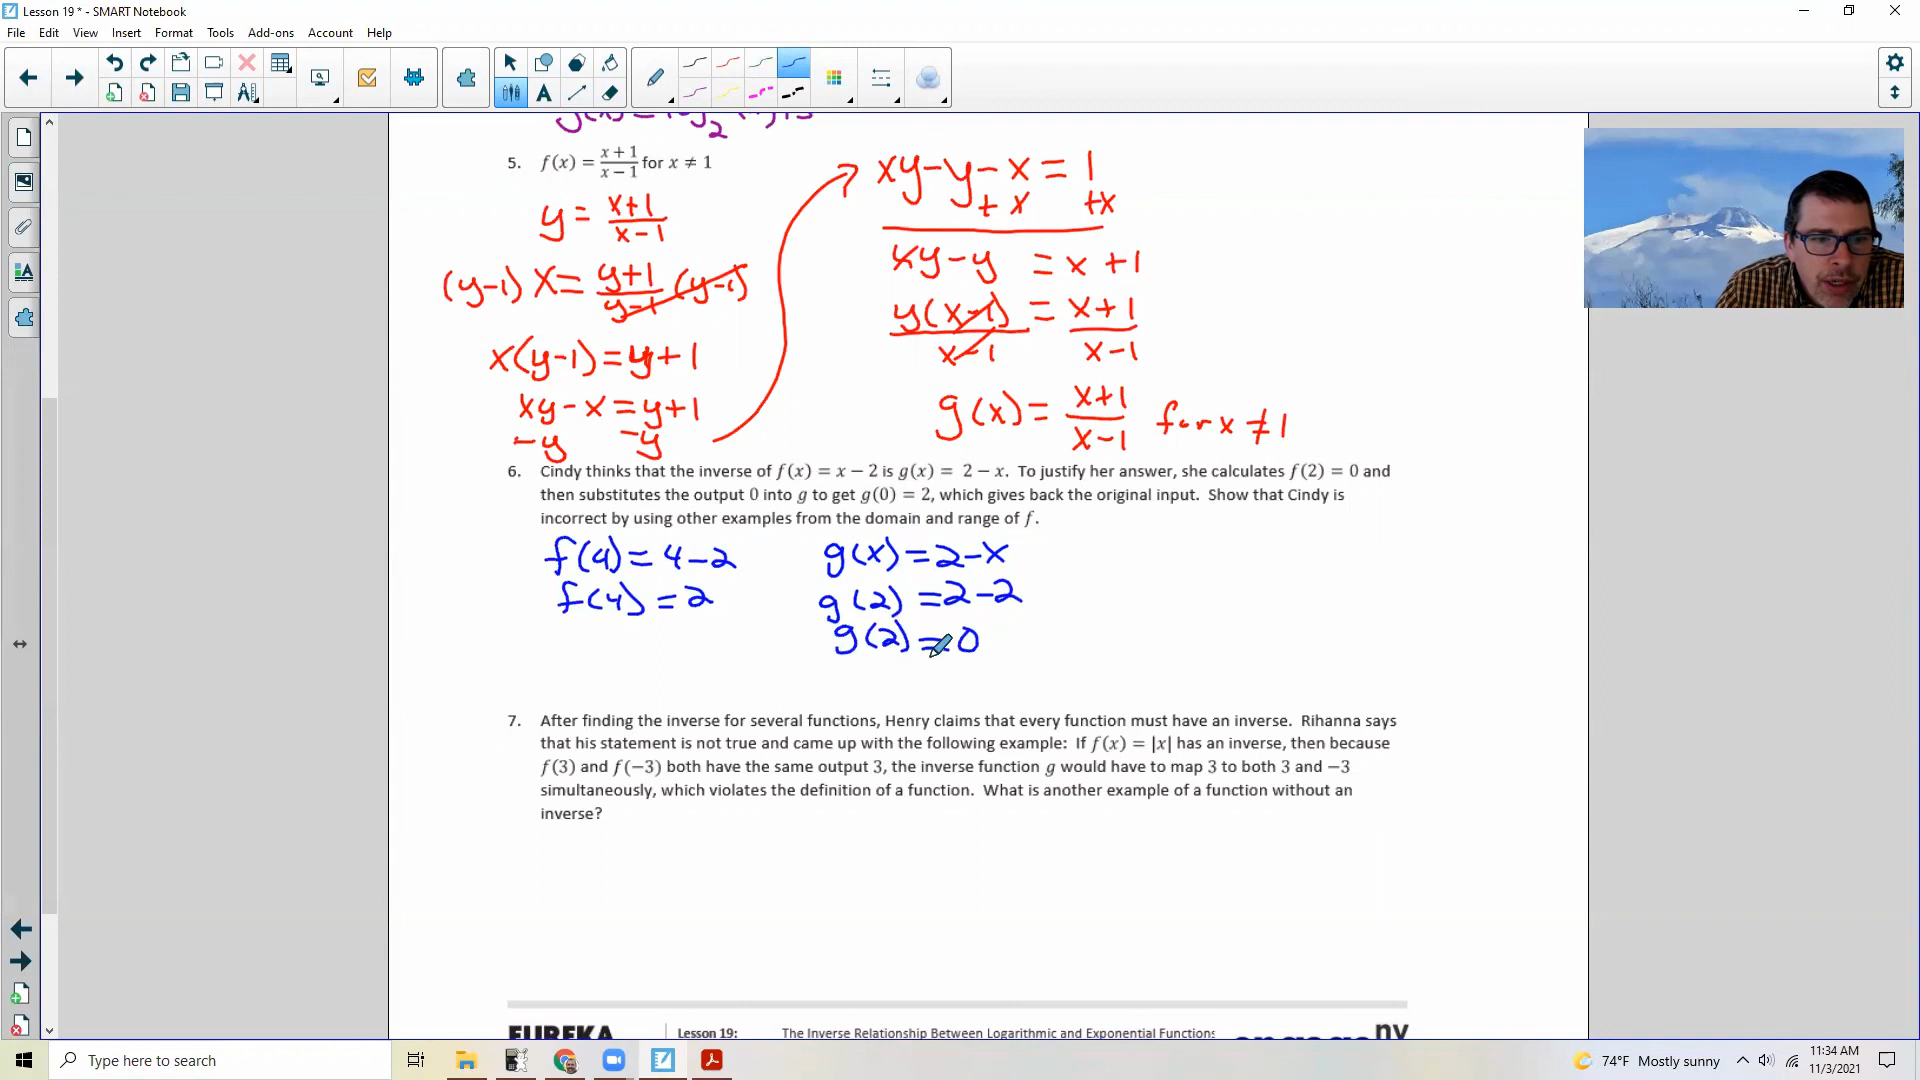 Lesson 19 * - SMART Notebook
File Edit View Insert Format Tools Add-ons Account Help
5. f(x) = x + 1 / x − 1 for x ≠ 1
y = x+1 / x-1
(y-1) x = y+1 / y-1 (y-1)
x(y-1) = y+1
xy - x = y+1
-y -y
xy - y - x = 1
+ x +x
xy - y = x + 1
y(x-1) / x-1 = x+1 / x-1
g(x) = x+1 / x-1 for x ≠ 1
6. Cindy thinks that the inverse of f(x) = x − 2 is g(x) = 2 − x. To justify her answer, she calculates f(2) = 0 and
then substitutes the output 0 into g to get g(0) = 2, which gives back the original input. Show that Cindy is
incorrect by using other examples from the domain and range of f.
f(4) = 4-2
f(4) = 2
g(x) = 2-x
g(2) = 2-2
g(2) = 0
7. After finding the inverse for several functions, Henry claims that every function must have an inverse. Rihanna says
that his statement is not true and came up with the following example: If f(x) = |x| has an inverse, then because
f(3) and f(−3) both have the same output 3, the inverse function g would have to map 3 to both 3 and −3
simultaneously, which violates the definition of a function. What is another example of a function without an
inverse?
EUREKA Lesson 19: The Inverse Relationship Between Logarithmic and Exponential Functions
ny
Type here to search
74°F Mostly sunny
11:34 AM
11/3/2021